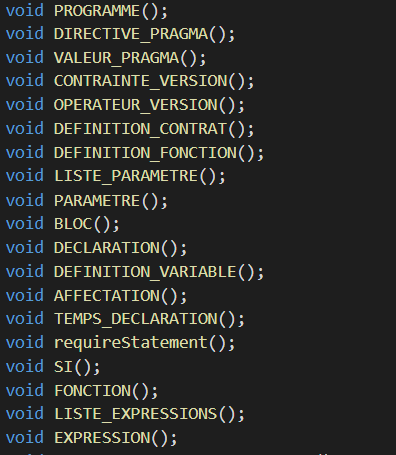 void PROGRAMME();
void DIRECTIVE_PRAGMA();
void VALEUR_PRAGMA();
void CONTRAINTE_VERSION();
void OPERATEUR_VERSION();
void DEFINITION_CONTRAT();
void DEFINITION_FONCTION();
void LISTE_PARAMETRE();
void PARAMETRE();
void BLOC();
void DECLARATION();
void DEFINITION_VARIABLE();
void AFFECTATION();
void TEMPS_DECLARATION();
void requireStatement();
void SI();
void FONCTION();
void LISTE_EXPRESSIONS();
void EXPRESSION();